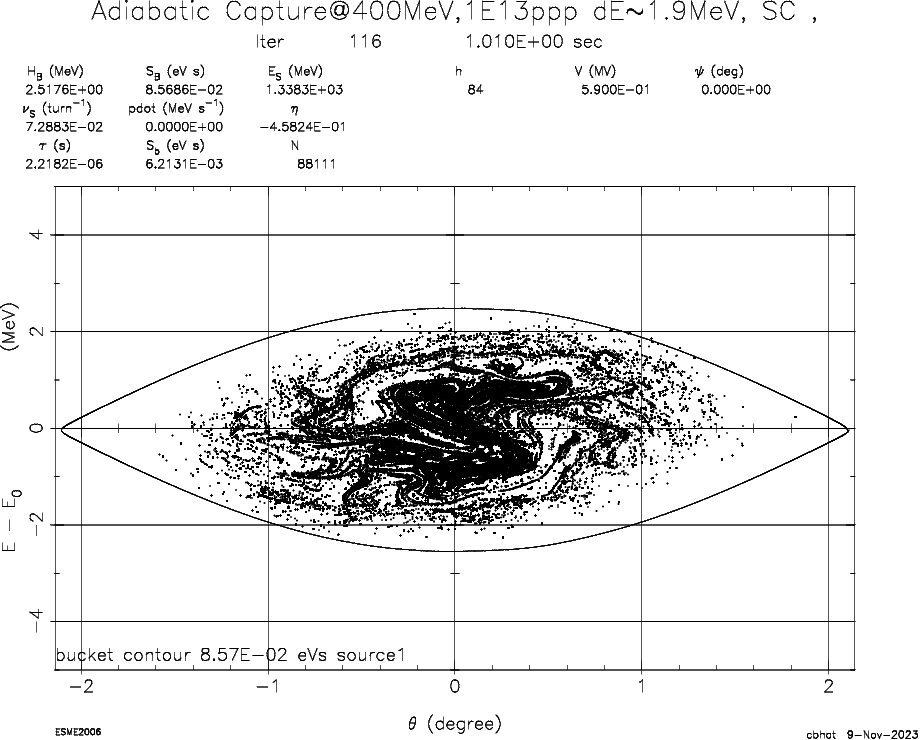 Adiabatic Capture@400MeV,1E13ppp dE~1.9MeV, SC ,
Iter 116 1.010E+00 sec
H_B (MeV) S_B (eV s) E_S (MeV) h V (MV) ψ (deg)
2.5176E+00 8.5686E-02 1.3383E+03 84 5.900E-01 0.000E+00
ν_S (turn⁻¹) pdot (MeV s⁻¹) η
7.2883E-02 0.0000E+00 -4.5824E-01
τ (s) S_b (eV s) N
2.2182E-06 6.2131E-03 88111
4
2
0
-2
-4
E - E_0 (MeV)
bucket contour 8.57E-02 eVs source1
-2 -1 0 1 2
θ (degree)
ESME2006
cbhat 9-Nov-2023